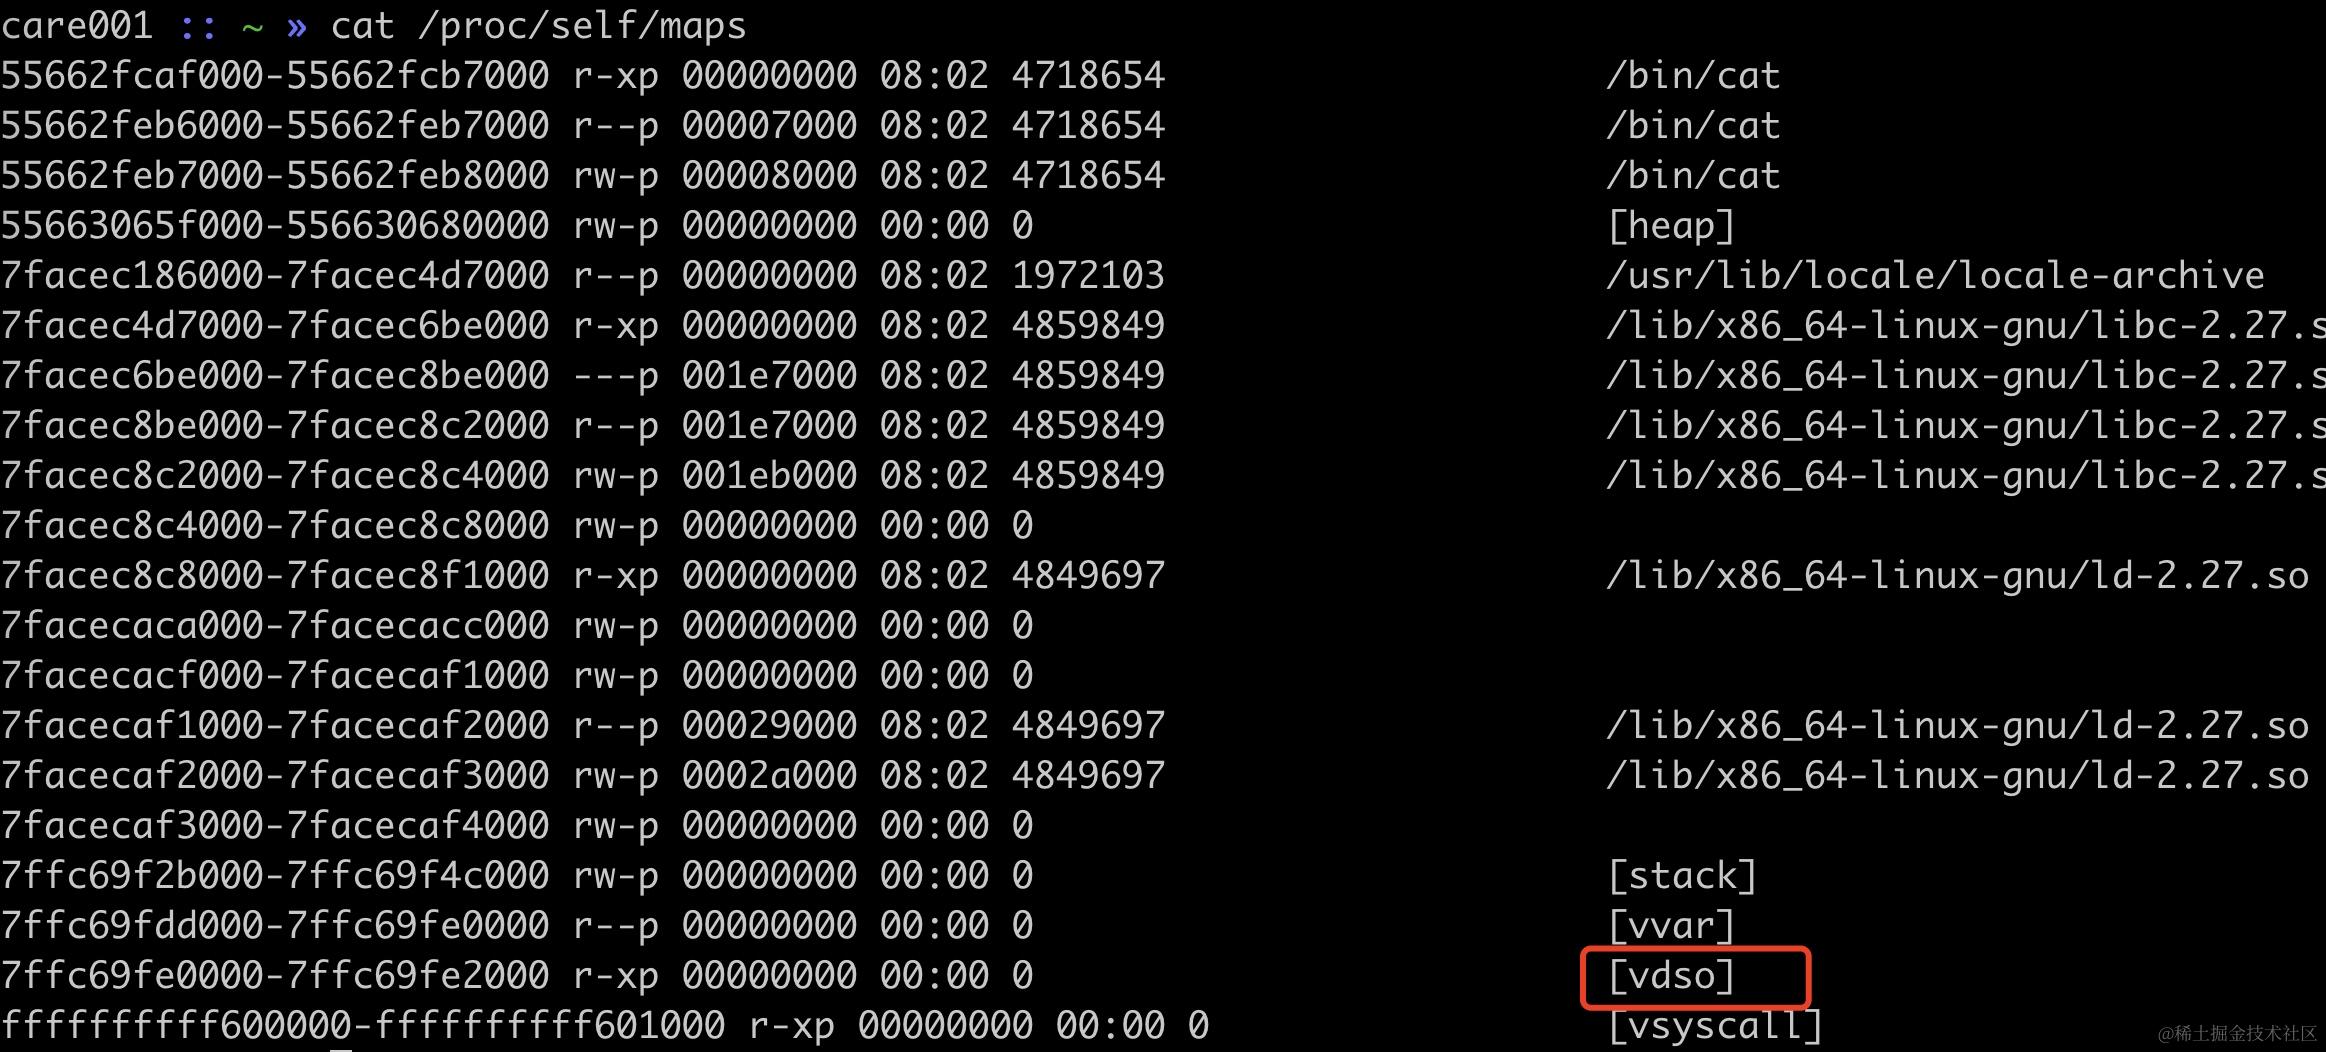 care001 :: ~ » cat /proc/self/maps
55662fcaf000-55662fcb7000 r-xp 00000000 08:02 4718654 /bin/cat
55662feb6000-55662feb7000 r--p 00007000 08:02 4718654 /bin/cat
55662feb7000-55662feb8000 rw-p 00008000 08:02 4718654 /bin/cat
55663065f000-556630680000 rw-p 00000000 00:00 0 [heap]
7facec186000-7facec4d7000 r--p 00000000 08:02 1972103 /usr/lib/locale/locale-archive
7facec4d7000-7facec6be000 r-xp 00000000 08:02 4859849 /lib/x86_64-linux-gnu/libc-2.27.s
7facec6be000-7facec8be000 ---p 001e7000 08:02 4859849 /lib/x86_64-linux-gnu/libc-2.27.s
7facec8be000-7facec8c2000 r--p 001e7000 08:02 4859849 /lib/x86_64-linux-gnu/libc-2.27.s
7facec8c2000-7facec8c4000 rw-p 001eb000 08:02 4859849 /lib/x86_64-linux-gnu/libc-2.27.s
7facec8c4000-7facec8c8000 rw-p 00000000 00:00 0
7facec8c8000-7facec8f1000 r-xp 00000000 08:02 4849697 /lib/x86_64-linux-gnu/ld-2.27.so
7facecaca000-7facecacc000 rw-p 00000000 00:00 0
7facecacf000-7facecaf1000 rw-p 00000000 00:00 0
7facecaf1000-7facecaf2000 r--p 00029000 08:02 4849697 /lib/x86_64-linux-gnu/ld-2.27.so
7facecaf2000-7facecaf3000 rw-p 0002a000 08:02 4849697 /lib/x86_64-linux-gnu/ld-2.27.so
7facecaf3000-7facecaf4000 rw-p 00000000 00:00 0
7ffc69f2b000-7ffc69f4c000 rw-p 00000000 00:00 0 [stack]
7ffc69fdd000-7ffc69fe0000 r--p 00000000 00:00 0 [vvar]
7ffc69fe0000-7ffc69fe2000 r-xp 00000000 00:00 0 [vdso]
ffffffffff600000-ffffffffff601000 r-xp 00000000 00:00 0 [vsyscall]
@稀土掘金技术社区